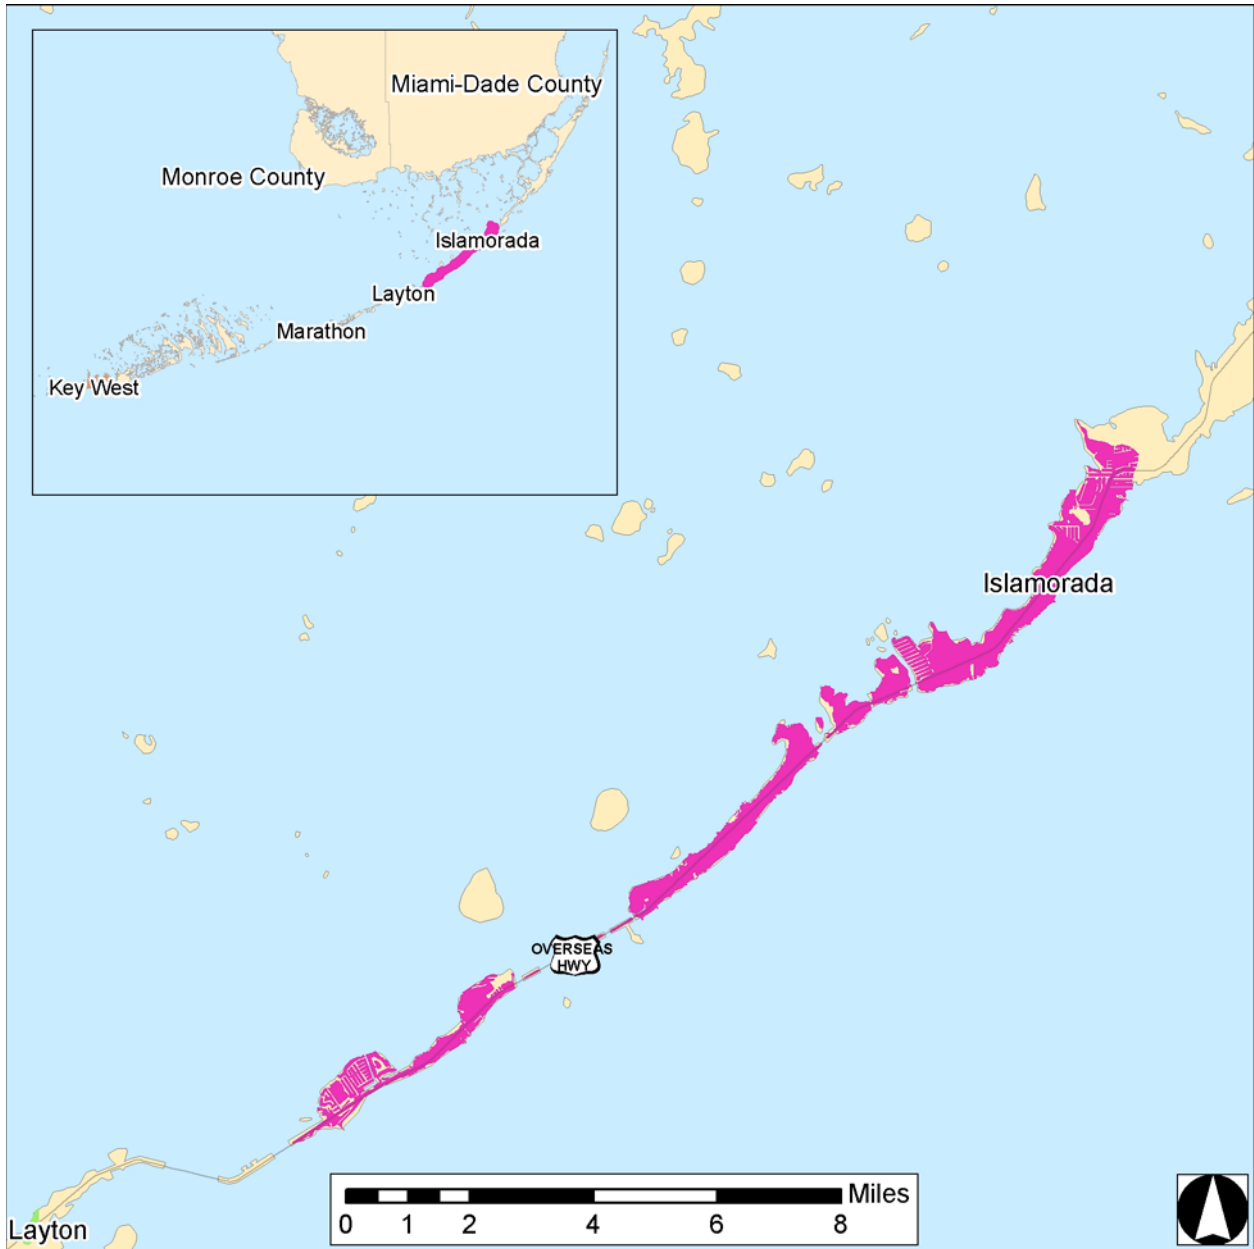 Miami-Dade County
Monroe County
Islamorada
Layton
Marathon
Key West
Islamorada
OVERSEAS
HWY
Layton
Miles
0 1 2 4 6 8